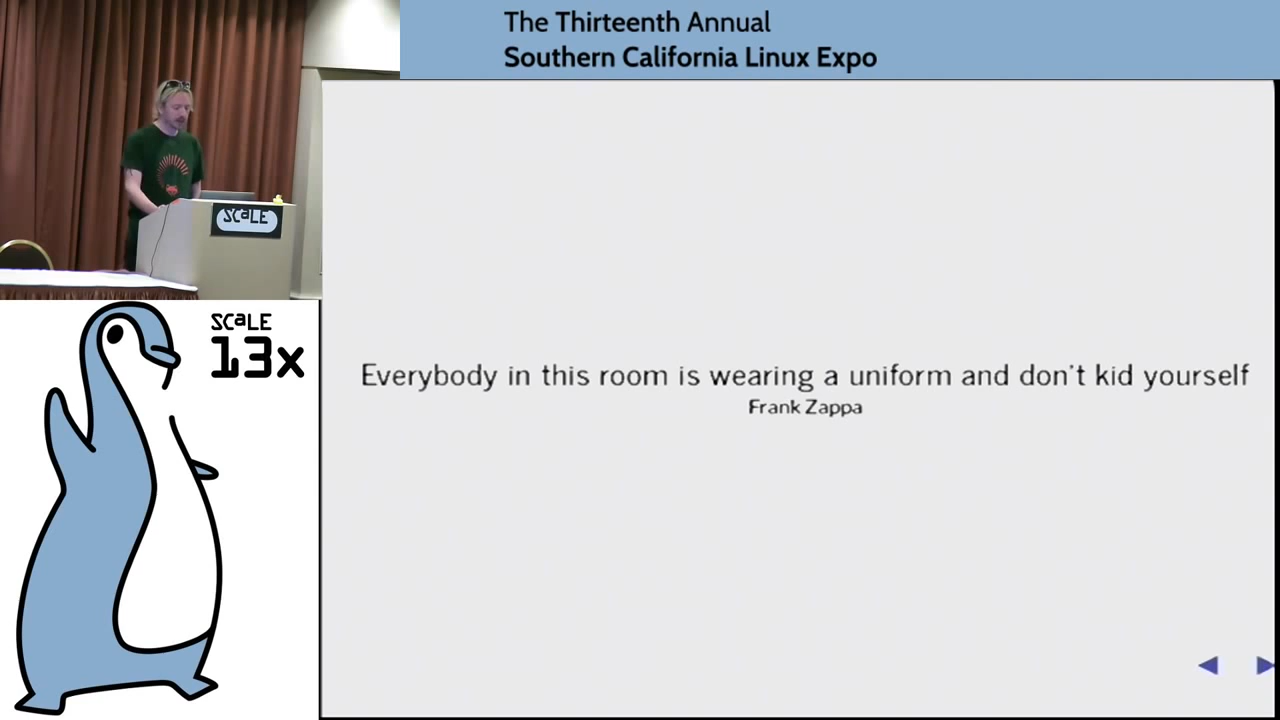 The Thirteenth Annual
Southern California Linux Expo
SCaLE
SCaLE
13x
Everybody in this room is wearing a uniform and don't kid yourself
Frank Zappa